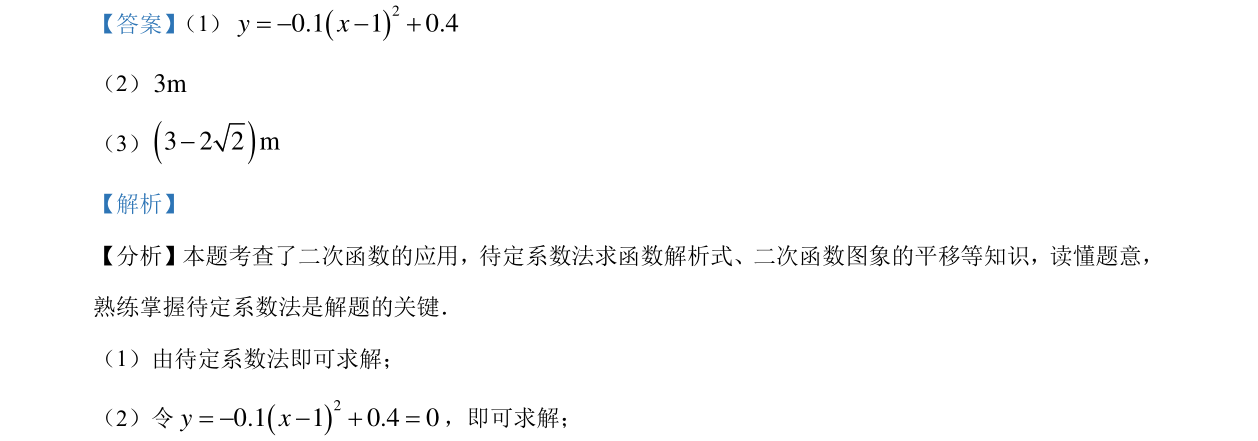 【答案】（1）y = −0.1(x−1)² + 0.4
（2）3m
（3）(3−2√2)m
【解析】
【分析】本题考查了二次函数的应用，待定系数法求函数解析式、二次函数图象的平移等知识，读懂题意，
熟练掌握待定系数法是解题的关键．
（1）由待定系数法即可求解；
（2）令 y = −0.1(x−1)² + 0.4 = 0，即可求解；